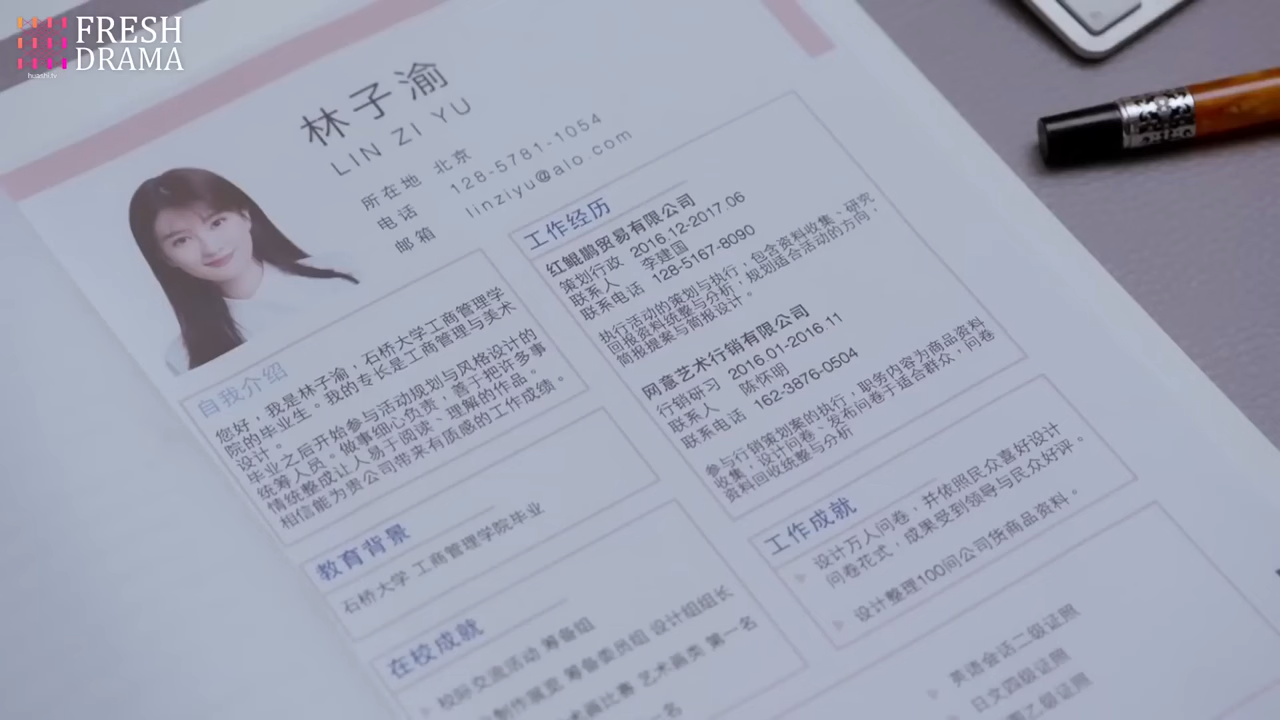 FRESH
DRAMA
huashi.tv
林子渝
LIN ZI YU
所在地 北京
电话 128-5781-1054
邮箱 linziyu@alo.com
自我介绍
您好，我是林子渝，石桥大学工商管理学
院的毕业生。我的专长是工商管理与美术
设计。
毕业之后开始参与活动规划与风格设计的
统筹人员。做事细心负责，善于把许多事
情统整成让人易于阅读、理解的作品。
相信能为贵公司带来有质感的工作成绩。
教育背景
石桥大学 工商管理学院毕业
在校成就
校际交流活动 筹备组
制作展览 筹备委员组 设计组组长
画比赛 艺术画类 第一名
第一名
工作经历
红鲲鹏贸易有限公司
策划行政 2016.12-2017.06
联系人 李建国
联系电话 128-5167-8090
执行活动的策划与执行，包含资料收集、研究
回报资料统整与分析，规划适合活动的方向，
简报提案与简报设计。
网意艺术行销有限公司
行销研习 2016.01-2016.11
联系人 陈怀明
联系电话 162-3876-0504
参与行销策划案的执行，职务内容为商品资料
收集，设计问卷、发布问卷于适合群众，问卷
资料回收统整与分析
工作成就
设计万人问卷，并依照民众喜好设计
问卷花式，成果受到领导与民众好评。
设计整理100间公司货商品资料。
英语会话二级证照
日文四级证照
乙级证照